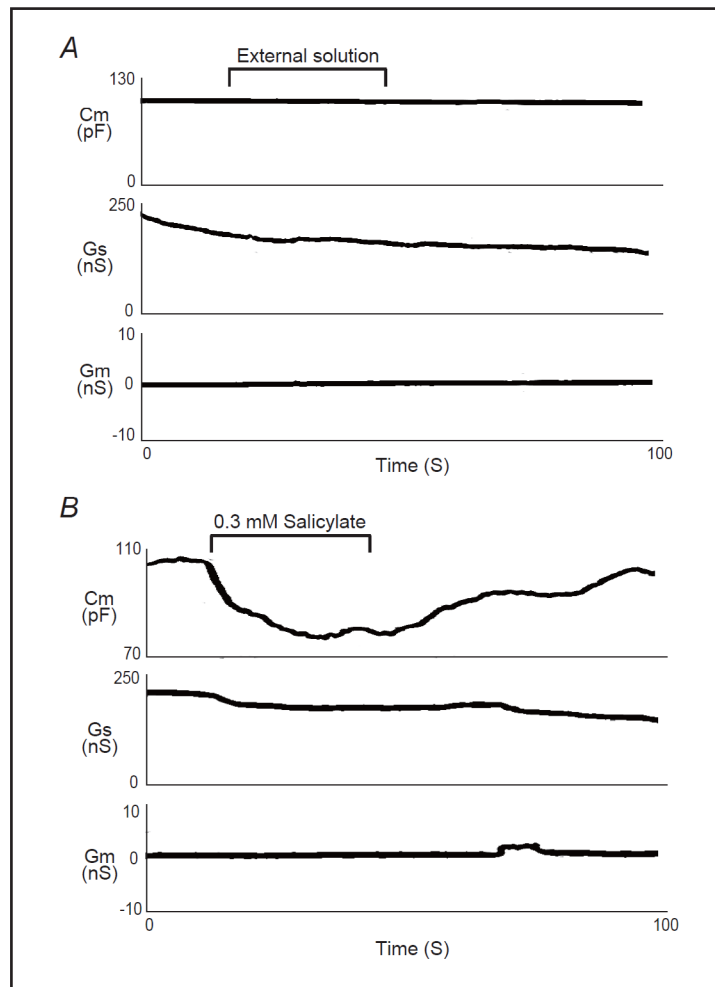 A
External solution
130
Cm
(pF)
0
250
Gs
(nS)
0
10
Gm
(nS)
0
-10
0
100
Time (S)
B
0.3 mM Salicylate
110
Cm
(pF)
70
250
Gs
(nS)
0
10
Gm
(nS)
0
-10
0
100
Time (S)